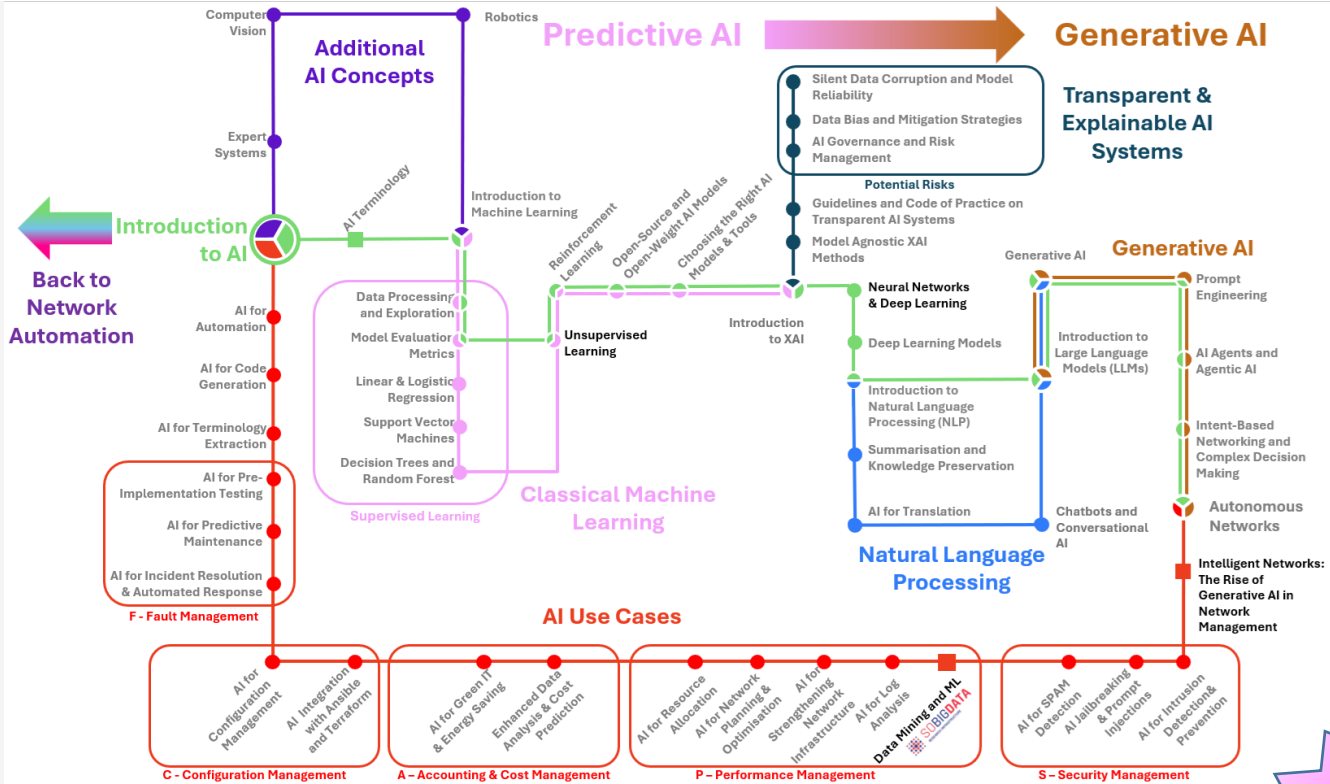 Computer
Vision
Robotics
Additional
AI Concepts
Predictive AI
Generative AI
Expert
Systems
Silent Data Corruption and Model
Reliability
Data Bias and Mitigation Strategies
AI Governance and Risk
Management
Potential Risks
Guidelines and Code of Practice on
Transparent AI Systems
Model Agnostic XAI
Methods
Transparent &
Explainable AI
Systems
Introduction
to AI
Back to
Network
Automation
AI Terminology
Introduction to
Machine Learning
Data Processing
and Exploration
Model Evaluation
Metrics
Linear & Logistic
Regression
Support Vector
Machines
Decision Trees and
Random Forest
Supervised Learning
Unsupervised
Learning
Classical Machine
Learning
Reinforcement
Learning
Open-Source and
Open-Weight AI Models
Choosing the Right AI
Models & Tools
Introduction
to XAI
Neural Networks
& Deep Learning
Deep Learning Models
Introduction to
Natural Language
Processing (NLP)
Summarisation and
Knowledge Preservation
AI for Translation
Chatbots and
Conversational
AI
Natural Language
Processing
Generative AI
Introduction to
Large Language
Models (LLMs)
Generative AI
Prompt
Engineering
AI Agents and
Agentic AI
Intent-Based
Networking and
Complex Decision
Making
Autonomous
Networks
Intelligent Networks:
The Rise of
Generative AI in
Network
Management
AI for
Automation
AI for Code
Generation
AI for Terminology
Extraction
AI for Pre-
Implementation Testing
AI for Predictive
Maintenance
AI for Incident Resolution
& Automated Response
F - Fault Management
AI Use Cases
AI for
Configuration
Management
AI Integration
with Ansible
and Terraform
C - Configuration Management
AI for Green IT
& Energy Saving
Enhanced Data
Analysis & Cost
Prediction
A – Accounting & Cost Management
AI for Resource
Allocation
AI for Network
Planning &
Optimisation
AI for
Strengthening
Network
Infrastructure
AI for Log
Analysis
Data Mining and ML
SOBIGDATA
P – Performance Management
AI for SPAM
Detection
AI Jailbreaking
& Prompt
Injections
AI for Intrusion
Detection&
Prevention
S – Security Management